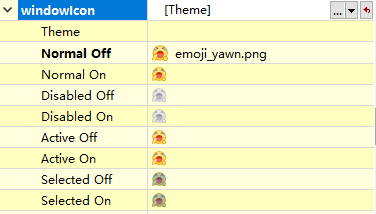 windowIcon [Theme] ...
Theme
Normal Off emoji_yawn.png
Normal On
Disabled Off
Disabled On
Active Off
Active On
Selected Off
Selected On